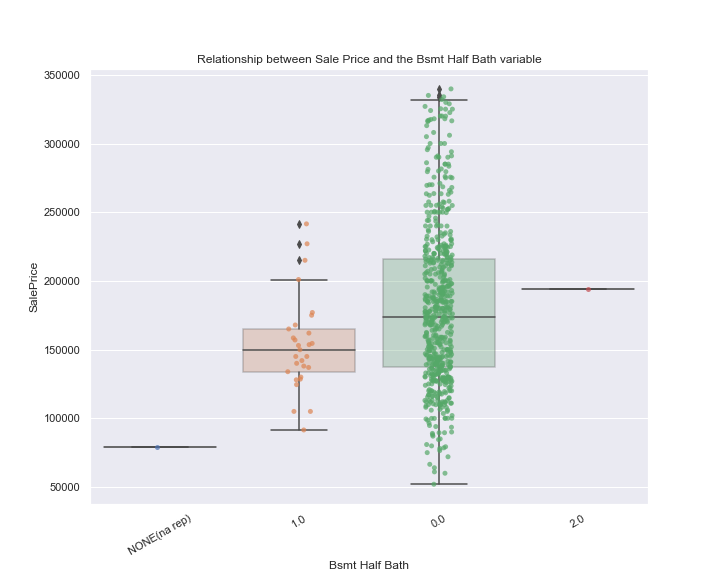 Relationship between Sale Price and the Bsmt Half Bath variable
350000
300000
250000
200000
150000
100000
50000
SalePrice
NONE(na rep)
1.0
0.0
2.0
Bsmt Half Bath